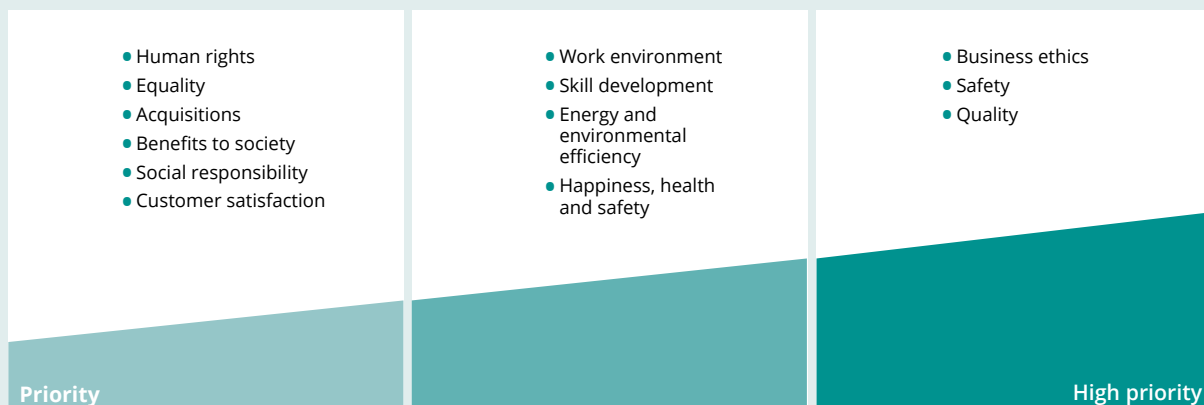 • Human rights
• Equality
• Acquisitions
• Benefits to society
• Social responsibility
• Customer satisfaction
• Work environment
• Skill development
• Energy and
environmental
efficiency
• Happiness, health
and safety
• Business ethics
• Safety
• Quality
Priority
High priority